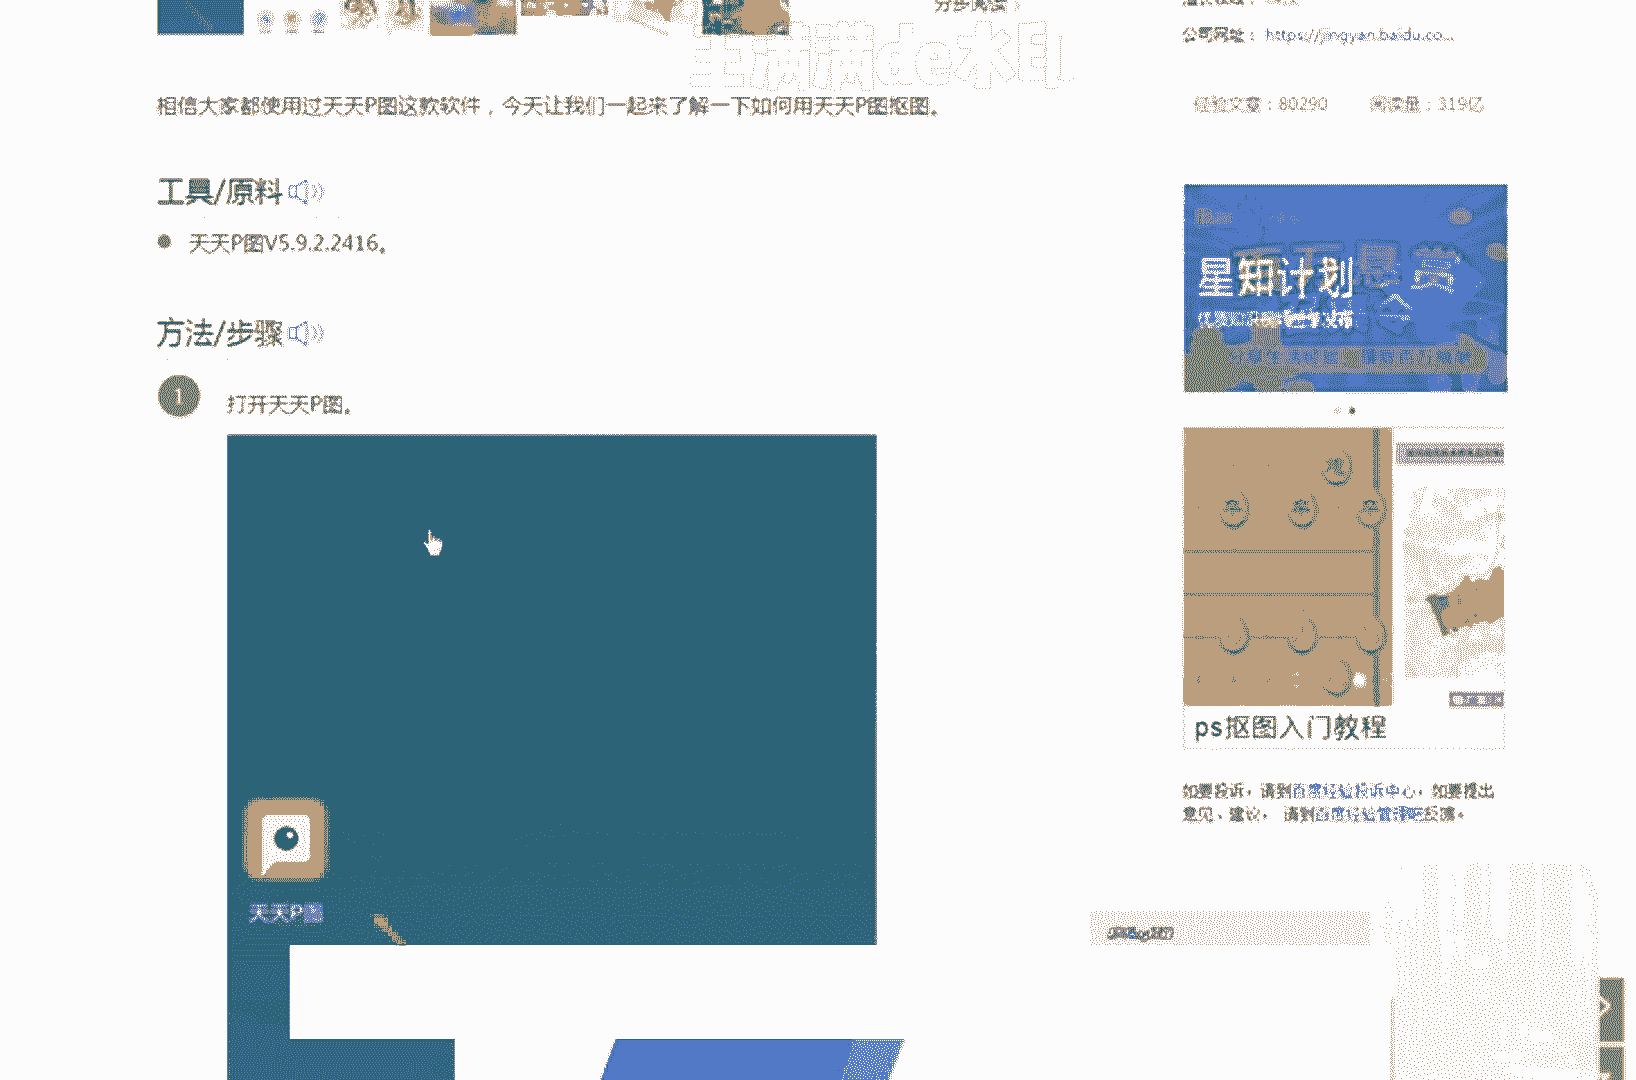 分步阅读
王满满de水印
公司网址： https://jingyan.baidu.co...
相信大家都使用过天天P图这款软件，今天让我们一起来了解一下如何用天天P图抠图。
经验文章：80290 阅读量：319亿
工具/原料
天天P图V5.9.2.2416。
星知计划
方法/步骤
1 打开天天P图。
ps抠图入门教程
如要投诉，请到百度经验投诉中心，如要提出
意见、建议， 请到百度经验管理吧反馈。
天天P图